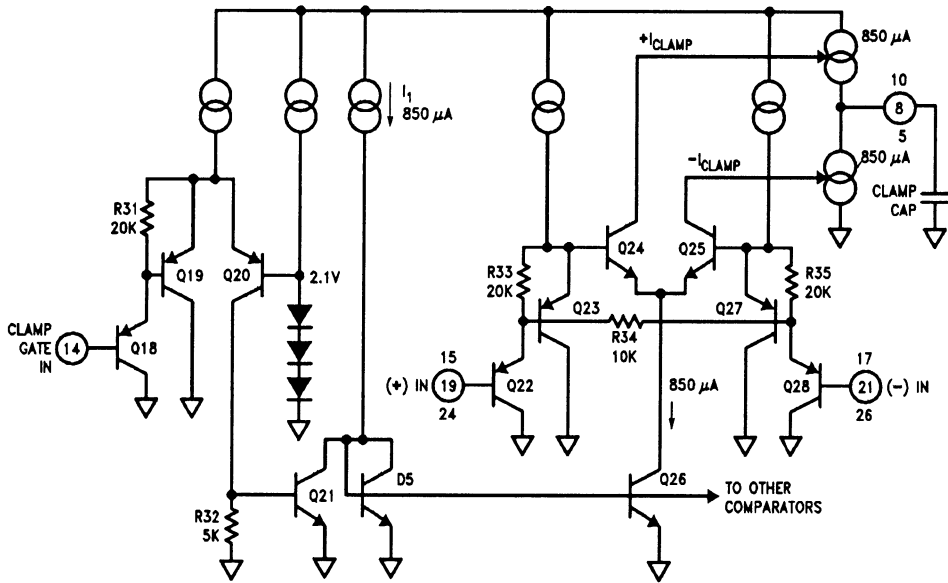 +I CLAMP
850 μA
I1
850 μA
10
8
5
-I CLAMP
850 μA
CLAMP
CAP
R31
20K
Q19
Q20
2.1V
Q24
Q25
R33
20K
R35
20K
Q23
Q27
R34
10K
CLAMP
GATE
IN
14
Q18
15
(+) IN
19
24
Q22
850 μA
Q28
17
21
(-) IN
26
Q21
D5
Q26
TO OTHER
COMPARATORS
R32
5K